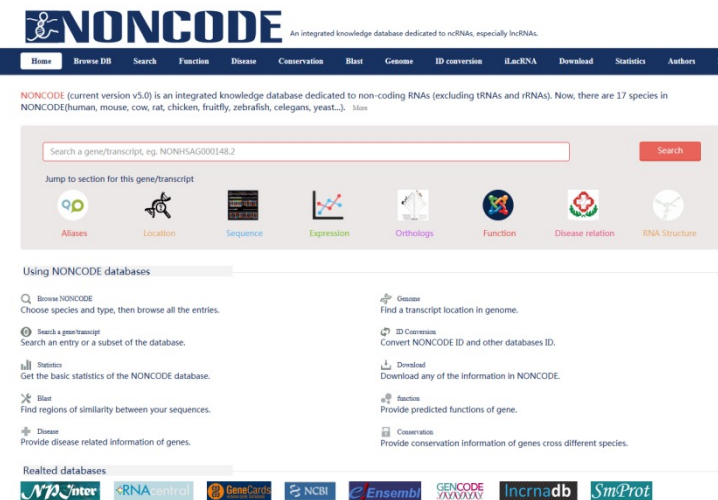 NONCODE An integrated knowledge database dedicated to ncRNAs, especially lncRNAs.
Home Browse DB Search Function Disease Conservation Blast Genome ID conversion iLncRNA Download Statistics Authors
NONCODE (current version v5.0) is an integrated knowledge database dedicated to non-coding RNAs (excluding tRNAs and rRNAs). Now, there are 17 species in
NONCODE(human, mouse, cow, rat, chicken, fruitfly, zebrafish, celegans, yeast...). More
Search a gene/transcript, eg. NONHSAG000148.2 Search
Jump to section for this gene/transcript
Aliases Location Sequence Expression Orthologs Function Disease relation RNA Structure
Using NONCODE databases
Browse NONCODE
Choose species and type, then browse all the entries.
Genome
Find a transcript location in genome.
Search a gene/transcipt
Search an entry or a subset of the database.
ID Conversion
Convert NONCODE ID and other databases ID.
Statistics
Get the basic statistics of the NONCODE database.
Download
Download any of the information in NONCODE.
Blast
Find regions of similarity between your sequences.
function
Provide predicted functions of gene.
Disease
Provide disease related information of genes.
Conservation
Provide conservation information of genes cross different species.
Realted databases
NPInter RNAcentral GeneCards NCBI e!Ensembl GENCODE lncrnadb SmProt